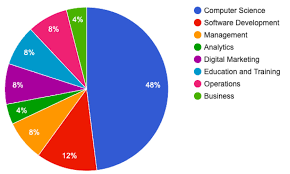 Computer Science
Software Development
Management
Analytics
Digital Marketing
Education and Training
Operations
Business
48%
12%
8%
4%
8%
8%
8%
4%